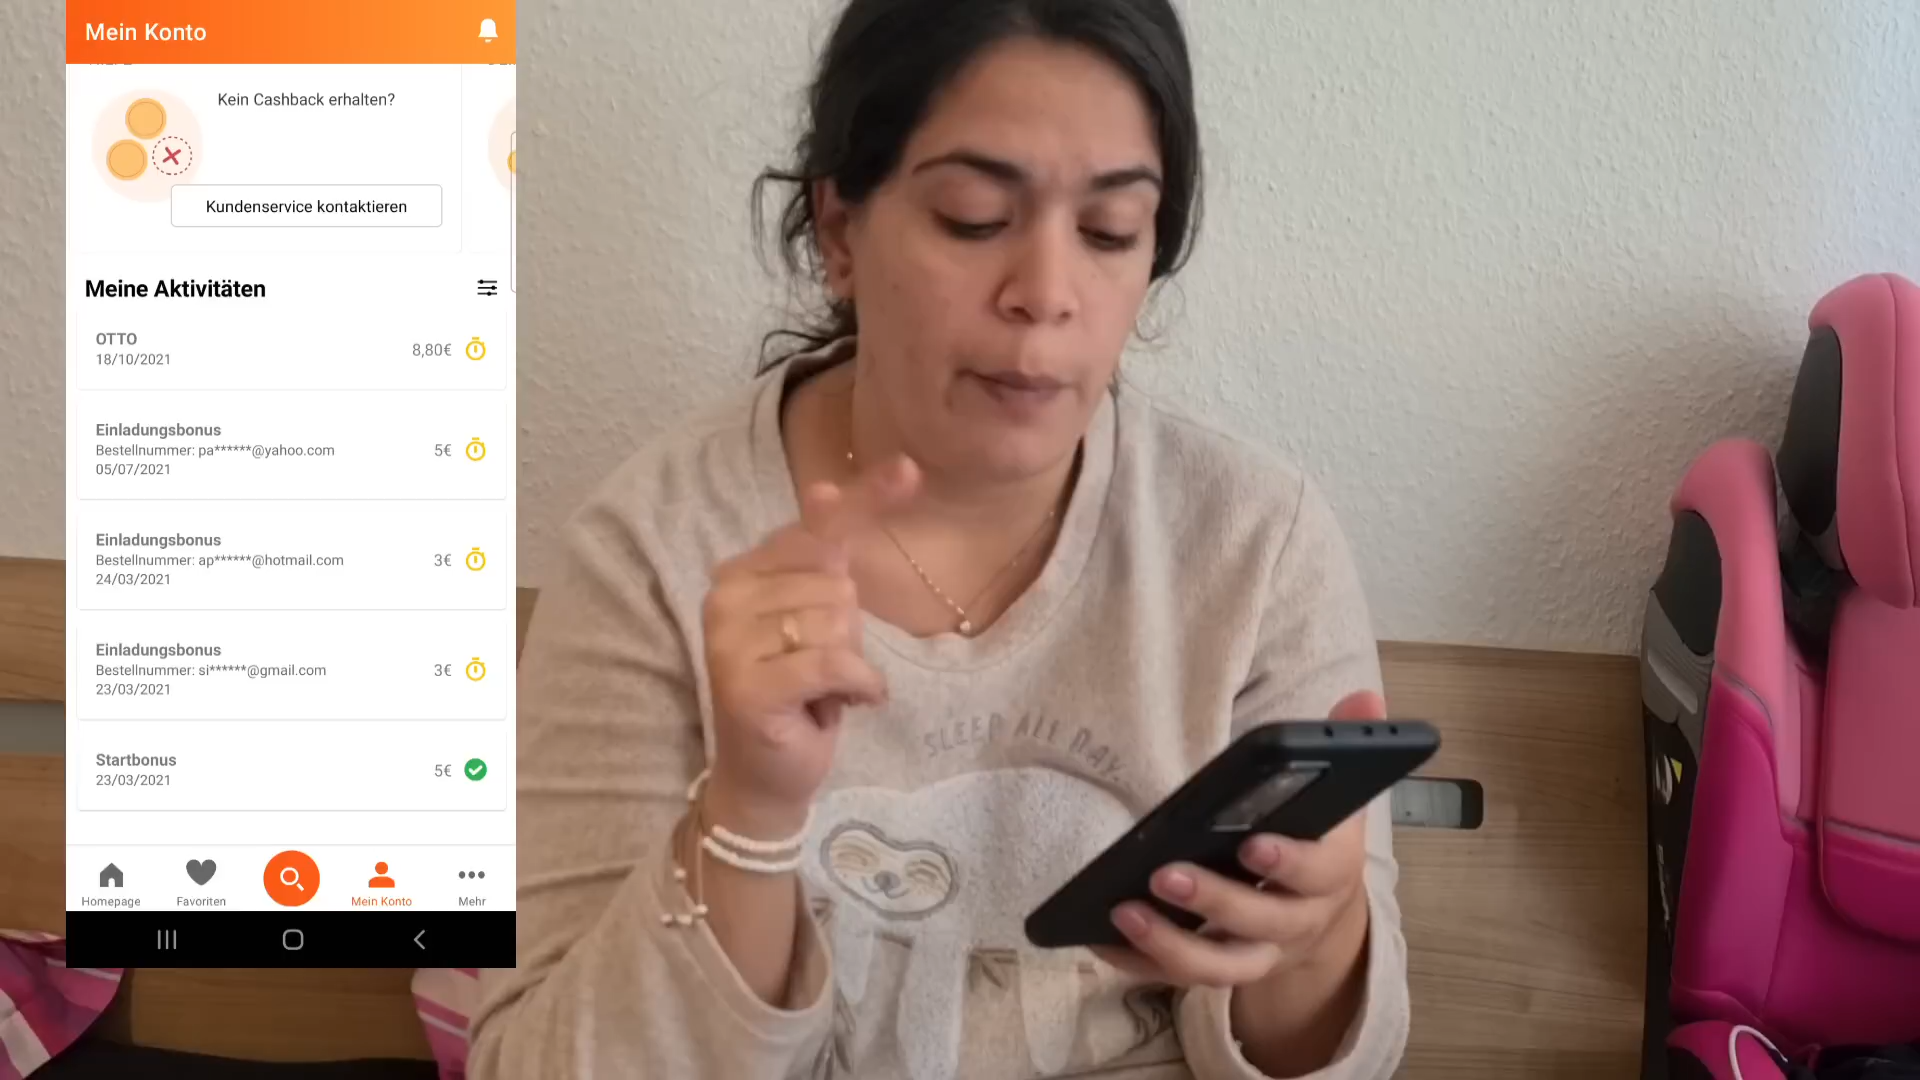 Mein Konto
Kein Cashback erhalten?
Kundenservice kontaktieren
Meine Aktivitäten
OTTO
18/10/2021
8,80€
Einladungsbonus
Bestellnummer: pa******@yahoo.com
05/07/2021
5€
Einladungsbonus
Bestellnummer: ap******@hotmail.com
24/03/2021
3€
Einladungsbonus
Bestellnummer: si******@gmail.com
23/03/2021
3€
Startbonus
23/03/2021
5€
Homepage
Favoriten
Mein Konto
Mehr
SLEEP ALL DAY